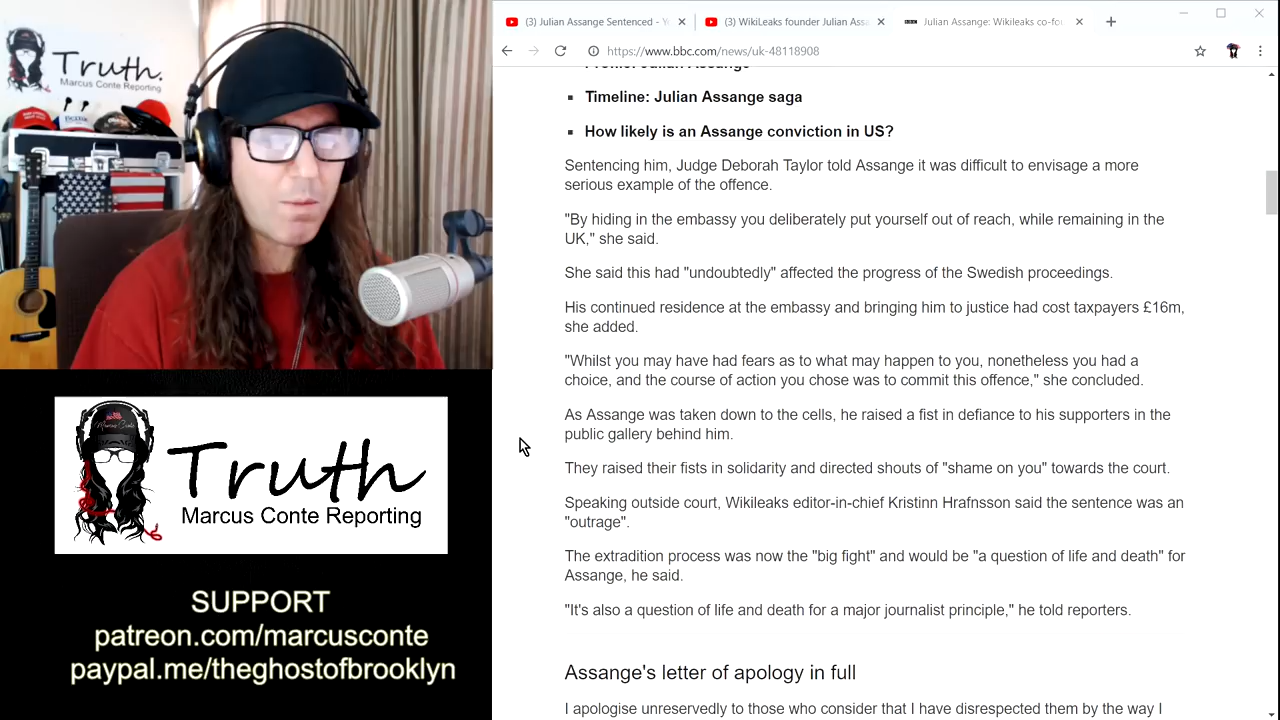 Truth.
Marcus Conte Reporting
Truth
Marcus Conte Reporting
SUPPORT
patreon.com/marcusconte
paypal.me/theghostofbrooklyn
(3) Julian Assange Sentenced - Y
(3) WikiLeaks founder Julian Assa
Julian Assange: Wikileaks co-fou
https://www.bbc.com/news/uk-48118908
Profile: Julian Assange
Timeline: Julian Assange saga
How likely is an Assange conviction in US?
Sentencing him, Judge Deborah Taylor told Assange it was difficult to envisage a more
serious example of the offence.
"By hiding in the embassy you deliberately put yourself out of reach, while remaining in the
UK," she said.
She said this had "undoubtedly" affected the progress of the Swedish proceedings.
His continued residence at the embassy and bringing him to justice had cost taxpayers £16m,
she added.
"Whilst you may have had fears as to what may happen to you, nonetheless you had a
choice, and the course of action you chose was to commit this offence," she concluded.
As Assange was taken down to the cells, he raised a fist in defiance to his supporters in the
public gallery behind him.
They raised their fists in solidarity and directed shouts of "shame on you" towards the court.
Speaking outside court, Wikileaks editor-in-chief Kristinn Hrafnsson said the sentence was an
"outrage".
The extradition process was now the "big fight" and would be "a question of life and death" for
Assange, he said.
"It's also a question of life and death for a major journalist principle," he told reporters.
Assange's letter of apology in full
I apologise unreservedly to those who consider that I have disrespected them by the way I